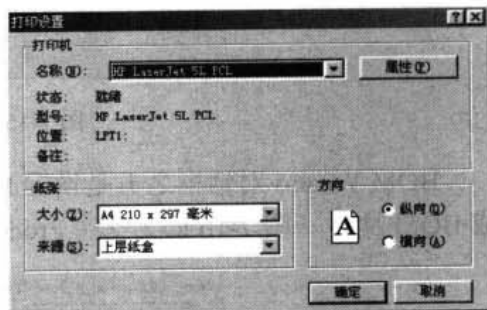 打印设置
打印机
名称(N): HP LaserJet 5L PCL 属性(P)
状态: 就绪
型号: HP LaserJet 5L PCL
位置: LPT1:
备注:
纸张
大小(Z): A4 210 x 297 毫米
来源(S): 上层纸盒
方向
A
纵向(O)
横向(A)
确定 取消